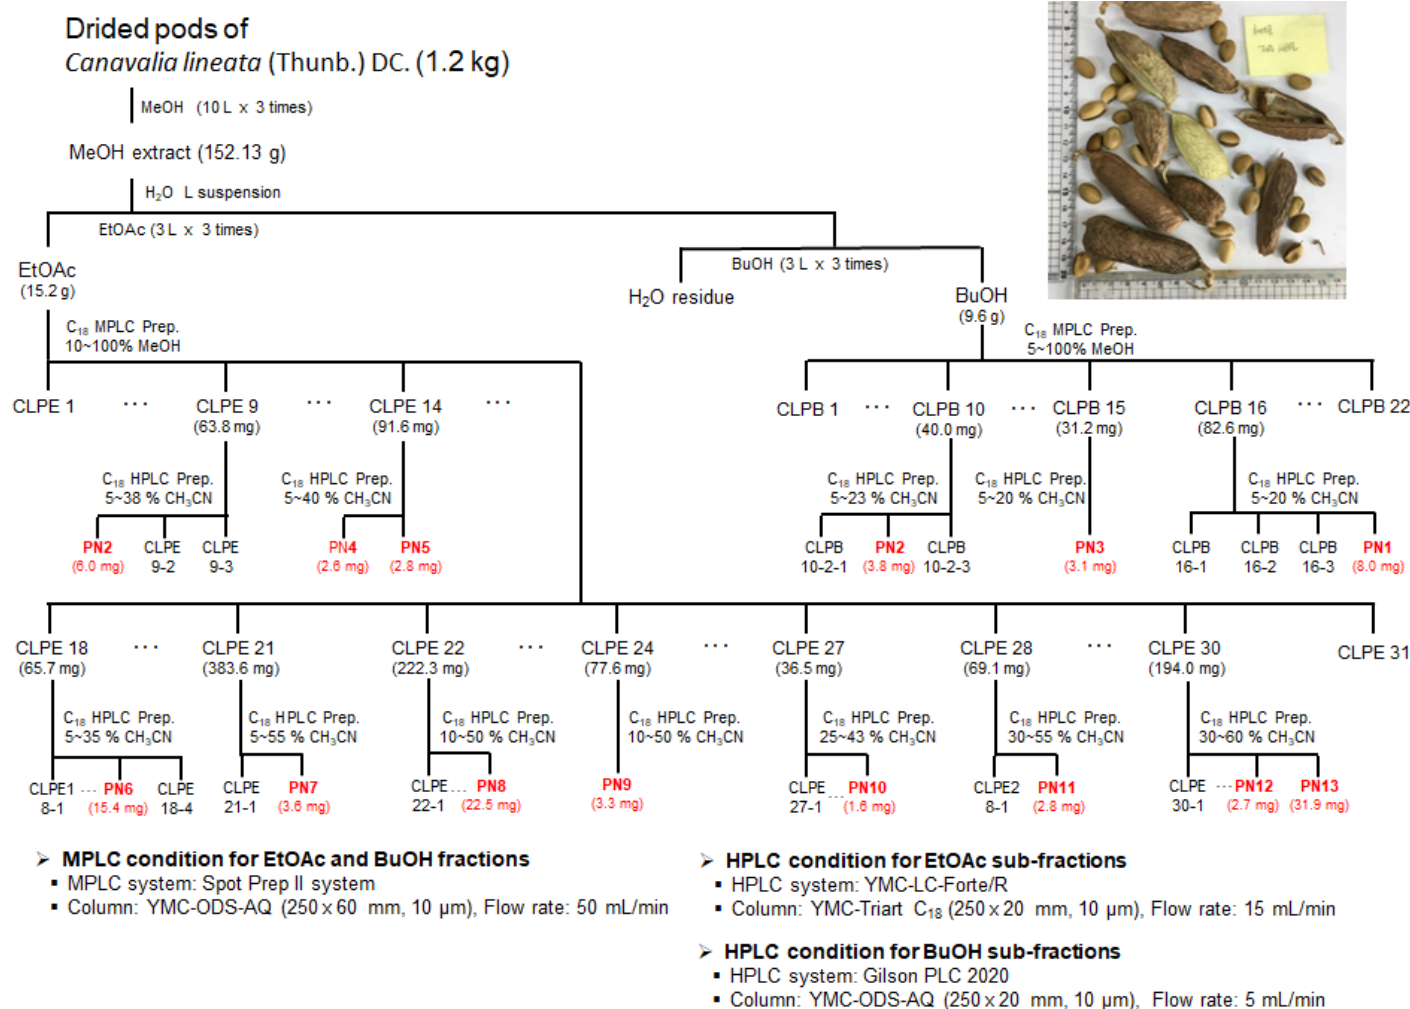 Drided pods of
Canavalia lineata (Thunb.) DC. (1.2 kg)
MeOH (10 L x 3 times)
MeOH extract (152.13 g)
H₂O L suspension
EtOAc (3 L x 3 times)
BuOH (3 L x 3 times)
EtOAc
(15.2 g)
H₂O residue
BuOH
(9.6 g)
C₁₈ MPLC Prep.
10~100% MeOH
C₁₈ MPLC Prep.
5~100% MeOH
CLPE 1 ··· CLPE 9 ··· CLPE 14 ··· CLPB 1 ··· CLPB 10 ··· CLPB 15 CLPB 16 ··· CLPB 22
(63.8 mg) (91.6 mg) (40.0 mg) (31.2 mg) (82.6 mg)
C₁₈ HPLC Prep. C₁₈ HPLC Prep. C₁₈ HPLC Prep. C₁₈ HPLC Prep. C₁₈ HPLC Prep.
5~38 % CH₃CN 5~40 % CH₃CN 5~23 % CH₃CN 5~20 % CH₃CN 5~20 % CH₃CN
PN2 CLPE CLPE PN4 PN5 CLPB PN2 CLPB PN3 CLPB CLPB CLPB PN1
(6.0 mg) 9-2 9-3 (2.6 mg) (2.8 mg) 10-2-1 (3.8 mg) 10-2-3 (3.1 mg) 16-1 16-2 16-3 (8.0 mg)
CLPE 18 ··· CLPE 21 CLPE 22 ··· CLPE 24 ··· CLPE 27 CLPE 28 ··· CLPE 30 CLPE 31
(65.7 mg) (383.6 mg) (222.3 mg) (77.6 mg) (36.5 mg) (69.1 mg) (194.0 mg)
C₁₈ HPLC Prep. C₁₈ HPLC Prep. C₁₈ HPLC Prep. C₁₈ HPLC Prep. C₁₈ HPLC Prep. C₁₈ HPLC Prep. C₁₈ HPLC Prep.
5~35 % CH₃CN 5~55 % CH₃CN 10~50 % CH₃CN 10~50 % CH₃CN 25~43 % CH₃CN 30~55 % CH₃CN 30~60 % CH₃CN
CLPE1 ··· PN6 CLPE CLPE PN7 CLPE ··· PN8 PN9 CLPE ··· PN10 CLPE2 PN11 CLPE ··· PN12 PN13
8-1 (15.4 mg) 18-4 21-1 (3.6 mg) 22-1 (22.5 mg) (3.3 mg) 27-1 (1.6 mg) 8-1 (2.8 mg) 30-1 (2.7 mg) (31.9 mg)
➢ MPLC condition for EtOAc and BuOH fractions
▪ MPLC system: Spot Prep II system
▪ Column: YMC-ODS-AQ (250 x 60 mm, 10 μm), Flow rate: 50 mL/min
➢ HPLC condition for EtOAc sub-fractions
▪ HPLC system: YMC-LC-Forte/R
▪ Column: YMC-Triart C₁₈ (250 x 20 mm, 10 μm), Flow rate: 15 mL/min
➢ HPLC condition for BuOH sub-fractions
▪ HPLC system: Gilson PLC 2020
▪ Column: YMC-ODS-AQ (250 x 20 mm, 10 μm), Flow rate: 5 mL/min